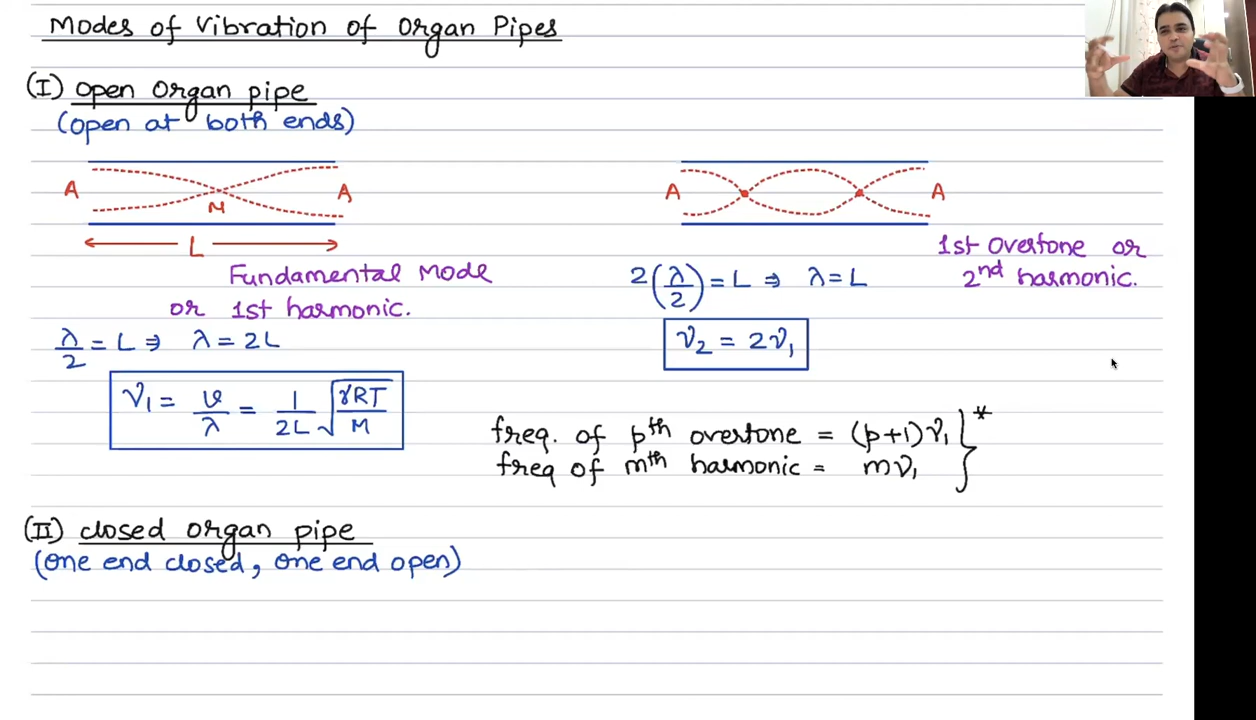 Modes of Vibration of Organ Pipes
(I) Open Organ pipe
(open at both ends)
A N A
A A
L
Fundamental Mode
or 1st harmonic.
1st Overtone or
2nd harmonic.
λ/2 = L ⇒ λ = 2L
2(λ/2) = L ⇒ λ = L
ν₁ = v/λ = 1/2L √(γRT/M)
ν₂ = 2ν₁
freq. of pth overtone = (p+1)ν₁ } *
freq of mth harmonic = mν₁
(II) closed organ pipe
(One end closed, One end open)